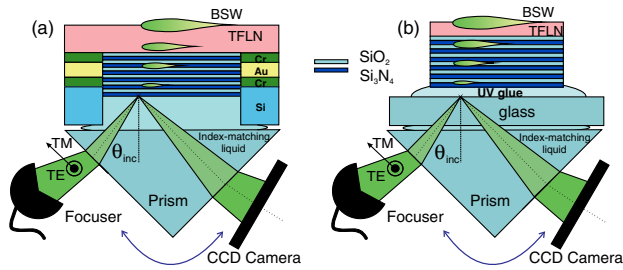 (a)
BSW
TFLN
Cr
Au
Cr
Si
Cr
Au
Cr
Si
SiO₂
Si₃N₄
Index-matching
liquid
TM
TE
θinc
Prism
Focuser
CCD Camera
(b)
BSW
TFLN
UV glue
glass
Index-matching
liquid
TM
TE
θinc
Prism
Focuser
CCD Camera